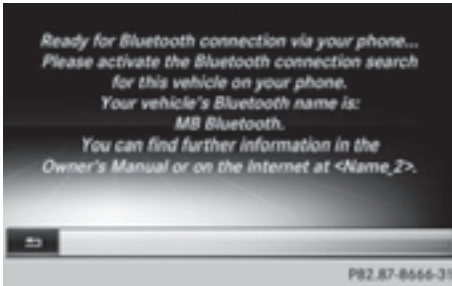 Ready for Bluetooth connection via your phone...
Please activate the Bluetooth connection search
for this vehicle on your phone.
Your vehicle's Bluetooth name is:
MB Bluetooth.
You can find further information in the
Owner's Manual or on the Internet at <Name_2>.
P82.87-8666-31